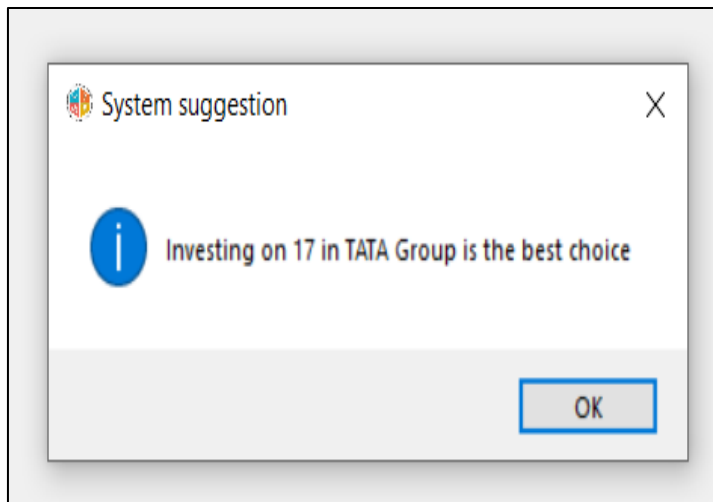 System suggestion
Investing on 17 in TATA Group is the best choice
OK